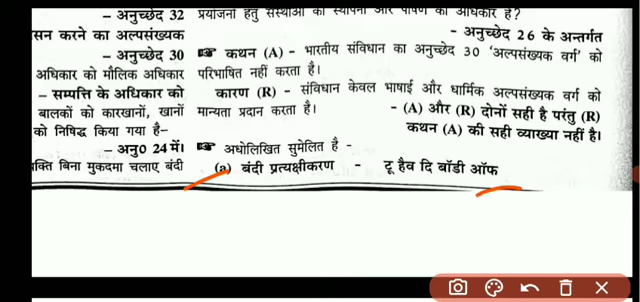 – अनुच्छेद 32
सन करने का अल्पसंख्यक
– अनुच्छेद 30
अधिकार को मौलिक अधिकार
– सम्पत्ति के अधिकार को
बालकों को कारखानों, खानों
को निषिद्ध किया गया है–
– अनु0 24 में।
क्ति बिना मुकदमा चलाए बंदी
प्रयोजनों हेतु संस्थाओं की स्थापना और पोषण का अधिकार है?
– अनुच्छेद 26 के अन्तर्गत
☞ कथन (A) – भारतीय संविधान का अनुच्छेद 30 'अल्पसंख्यक वर्ग' को
परिभाषित नहीं करता है।
कारण (R) – संविधान केवल भाषाई और धार्मिक अल्पसंख्यक वर्ग को
मान्यता प्रदान करता है।
– (A) और (R) दोनों सही है परंतु (R)
कथन (A) की सही व्याख्या नहीं है।
☞ अधोलिखित सुमेलित है –
(a) बंदी प्रत्यक्षीकरण – टू हैव दि बॉडी ऑफ